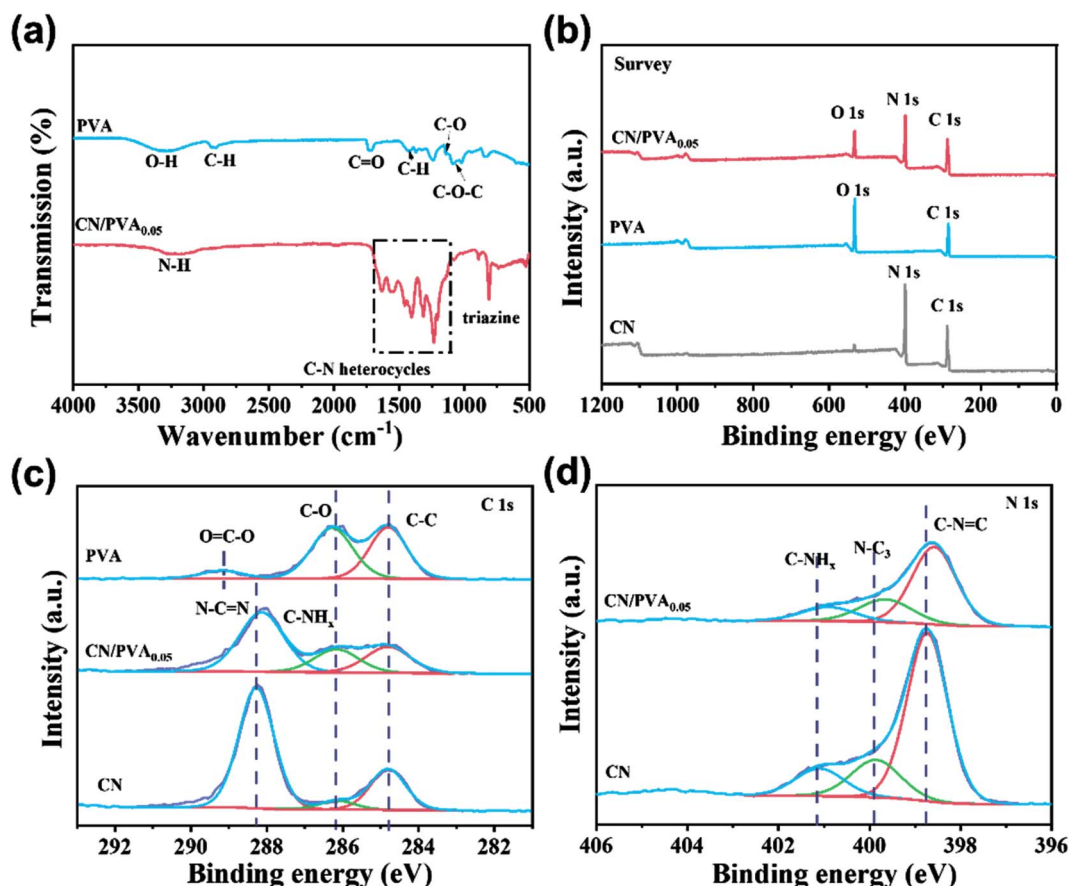 (a)
Transmission (%)
PVA
O-H
C-H
C=O
C-H
C-O
C-O-C
CN/PVA0.05
N-H
C-N heterocycles
triazine
4000 3500 3000 2500 2000 1500 1000 500
Wavenumber (cm-1)
(b)
Intensity (a.u.)
Survey
CN/PVA0.05
O 1s
N 1s
C 1s
PVA
O 1s
C 1s
CN
N 1s
C 1s
1200 1000 800 600 400 200 0
Binding energy (eV)
(c)
Intensity (a.u.)
C 1s
PVA
O=C-O
C-O
C-C
CN/PVA0.05
N-C=N
C-NHx
CN
292 290 288 286 284 282
Binding energy (eV)
(d)
Intensity (a.u.)
N 1s
C-NHx
N-C3
C-N=C
CN/PVA0.05
CN
406 404 402 400 398 396
Binding energy (eV)